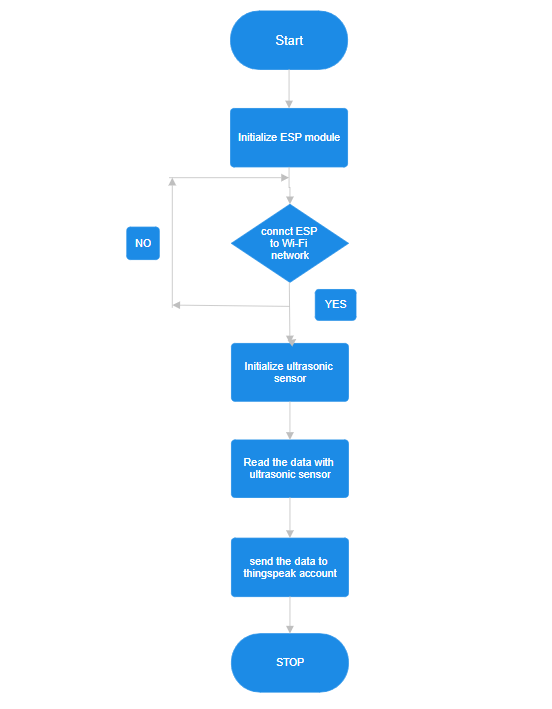 Start
Initialize ESP module
connct ESP
to Wi-Fi
network
NO
YES
Initialize ultrasonic
sensor
Read the data with
ultrasonic sensor
send the data to
thingspeak account
STOP